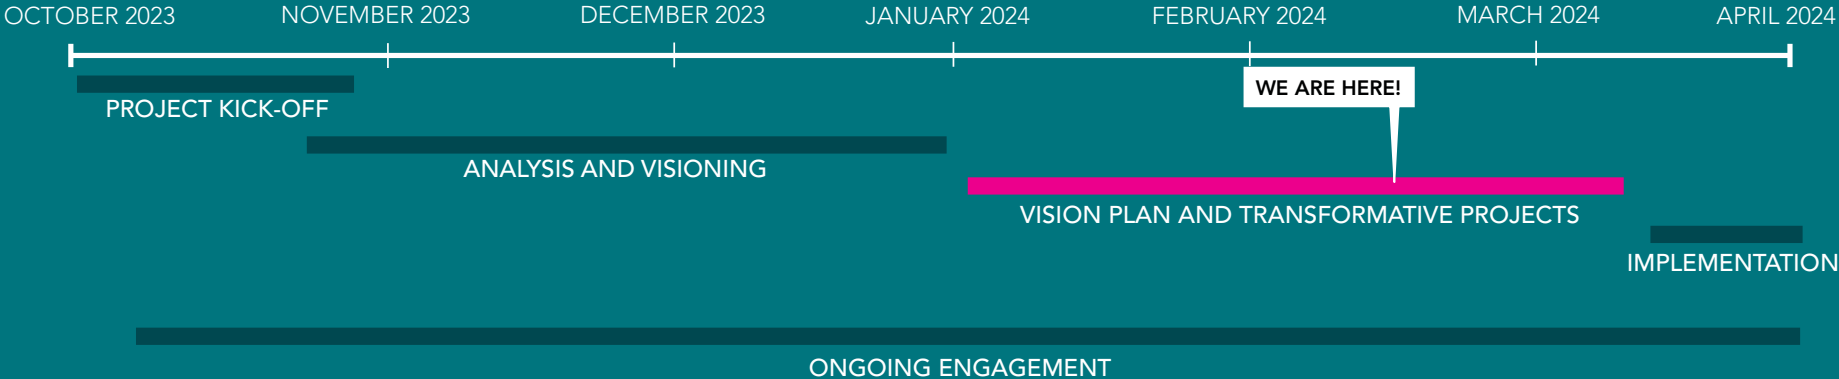 OCTOBER 2023
NOVEMBER 2023
DECEMBER 2023
JANUARY 2024
FEBRUARY 2024
MARCH 2024
APRIL 2024
WE ARE HERE!
PROJECT KICK-OFF
ANALYSIS AND VISIONING
VISION PLAN AND TRANSFORMATIVE PROJECTS
IMPLEMENTATION
ONGOING ENGAGEMENT